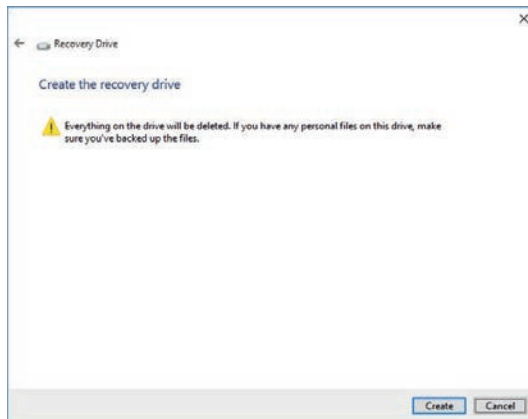 Recovery Drive
Create the recovery drive
Everything on the drive will be deleted. If you have any personal files on this drive, make
sure you've backed up the files.
Create Cancel